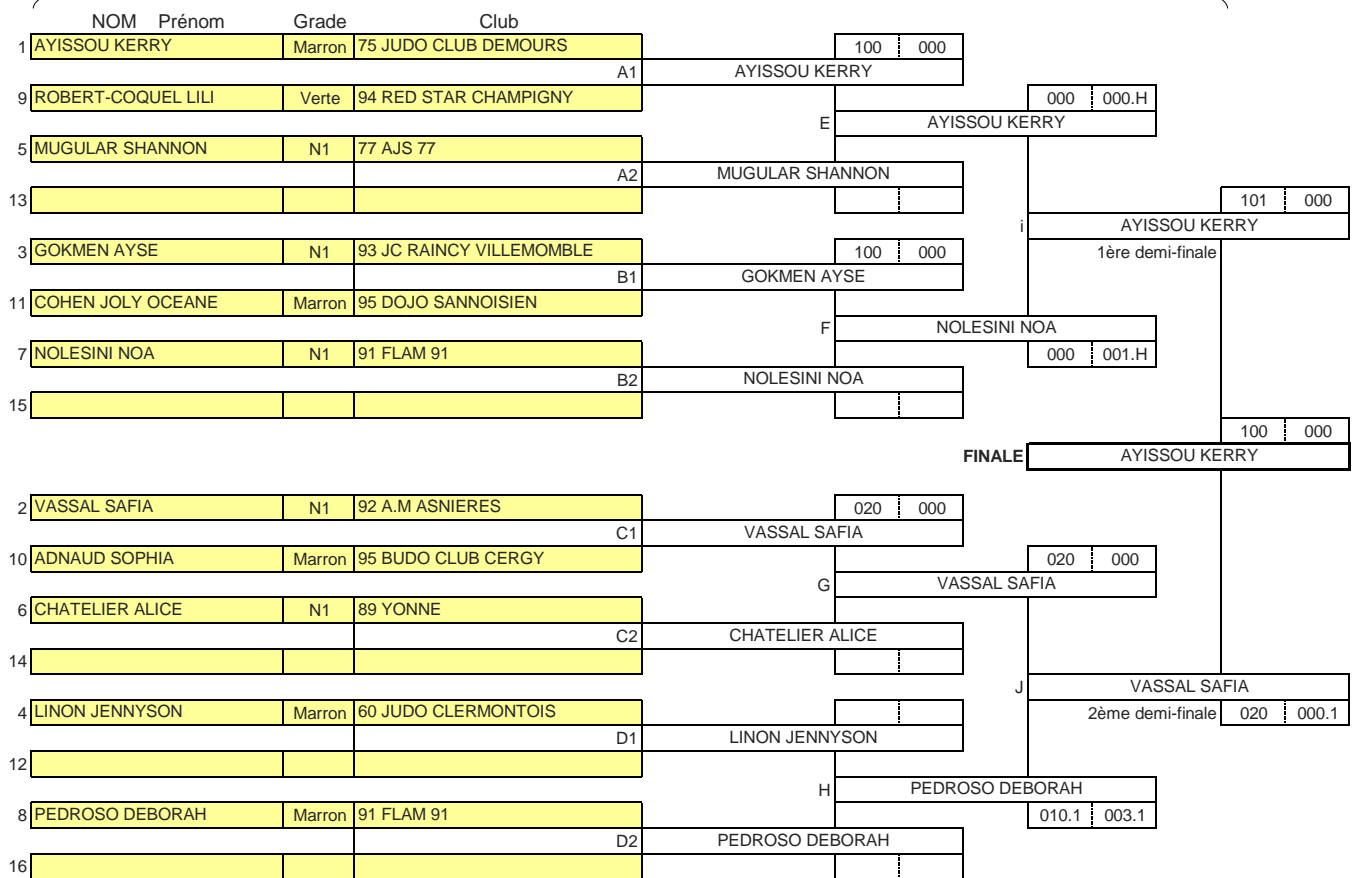 NOM Prénom Grade Club
1 AYISSOU KERRY Marron 75 JUDO CLUB DEMOURS 100 000
A1 AYISSOU KERRY
9 ROBERT-COQUEL LILI Verte 94 RED STAR CHAMPIGNY 000 000.H
E AYISSOU KERRY
5 MUGULAR SHANNON N1 77 AJS 77
A2 MUGULAR SHANNON
13 101 000
i AYISSOU KERRY
3 GOKMEN AYSE N1 93 JC RAINCY VILLEMOMBLE 100 000 1ère demi-finale
B1 GOKMEN AYSE
11 COHEN JOLY OCEANE Marron 95 DOJO SANNOISIEN
F NOLESINI NOA
7 NOLESINI NOA N1 91 FLAM 91 000 001.H
B2 NOLESINI NOA
15
100 000
FINALE AYISSOU KERRY
2 VASSAL SAFIA N1 92 A.M ASNIERES 020 000
C1 VASSAL SAFIA
10 ADNAUD SOPHIA Marron 95 BUDO CLUB CERGY 020 000
G VASSAL SAFIA
6 CHATELIER ALICE N1 89 YONNE
C2 CHATELIER ALICE
14
J VASSAL SAFIA
4 LINON JENNYSON Marron 60 JUDO CLERMONTOIS 2ème demi-finale 020 000.1
D1 LINON JENNYSON
12
H PEDROSO DEBORAH
8 PEDROSO DEBORAH Marron 91 FLAM 91 010.1 003.1
D2 PEDROSO DEBORAH
16